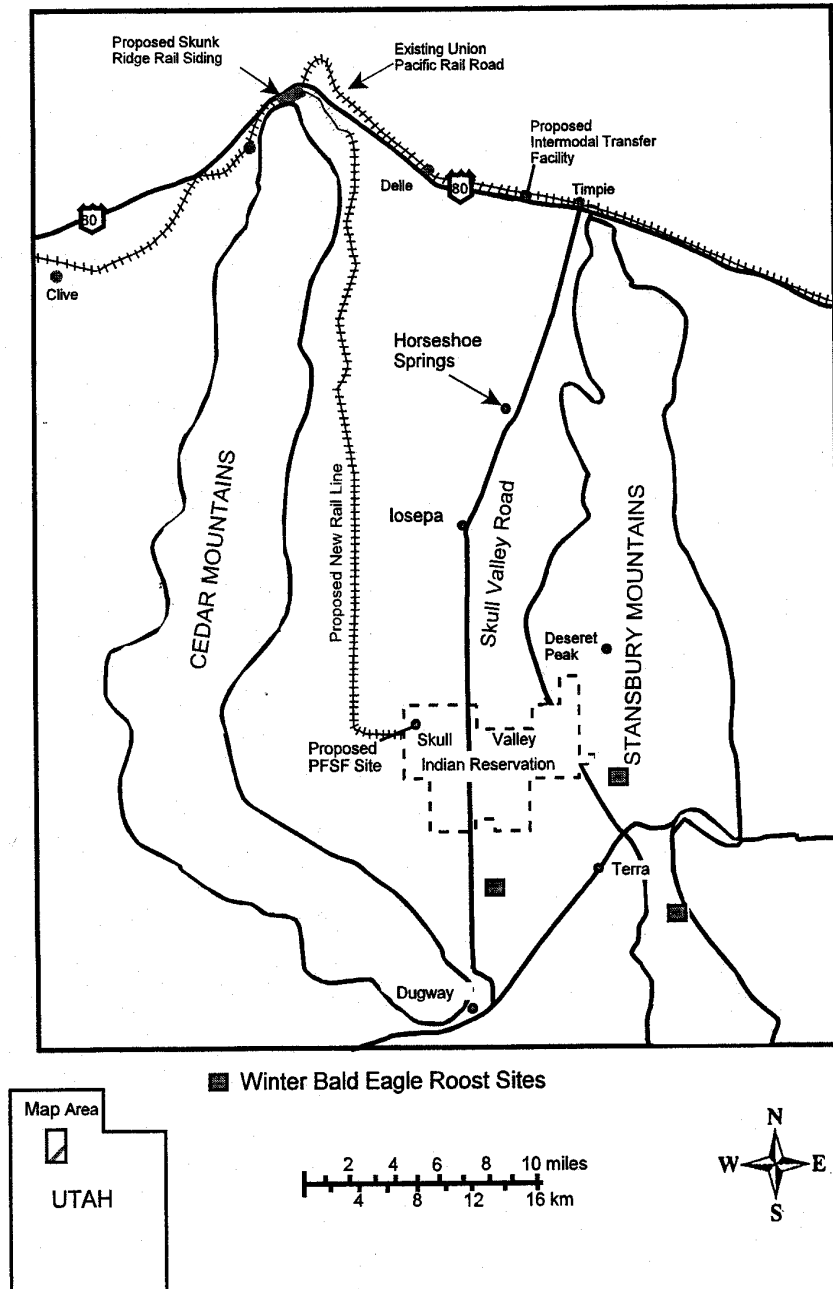 Proposed Skunk
Ridge Rail Siding
Existing Union
Pacific Rail Road
Proposed
Intermodal Transfer
Facility
Delle
80
Timpie
80
Clive
Horseshoe
Springs
CEDAR MOUNTAINS
Proposed New Rail Line
Iosepa
Skull Valley Road
STANSBURY MOUNTAINS
Deseret
Peak
Proposed
PFSF Site
Skull Valley
Indian Reservation
Terra
Dugway
Winter Bald Eagle Roost Sites
Map Area
UTAH
2 4 6 8 10 miles
4 8 12 16 km
N
W E
S